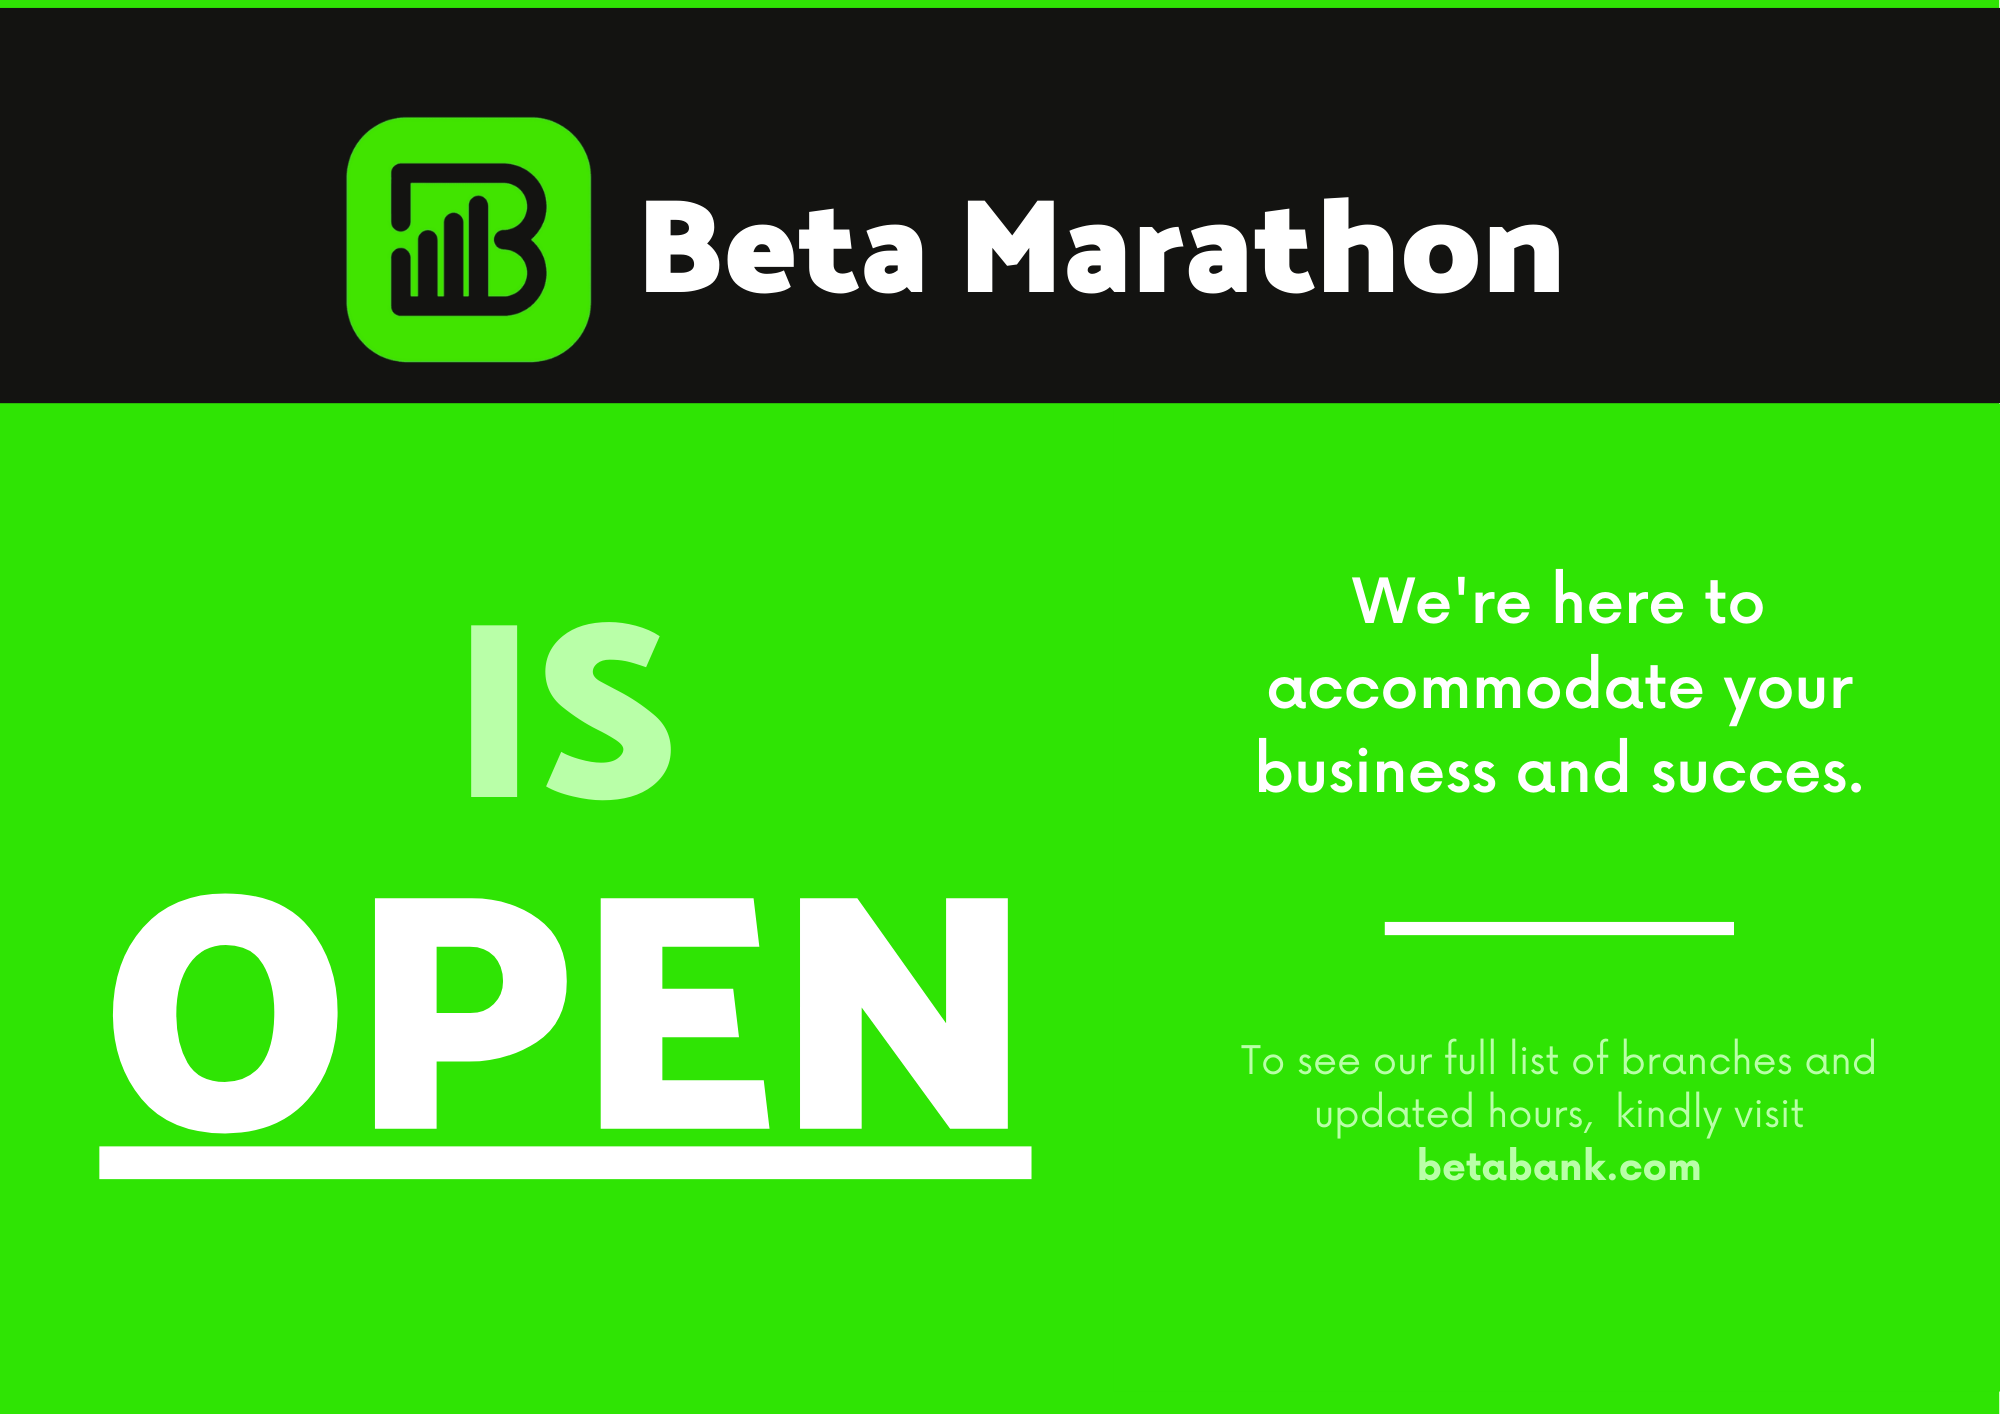 Beta Marathon
IS
OPEN
We're here to
accommodate your
business and succes.
To see our full list of branches and
updated hours,  kindly visit
betabank.com